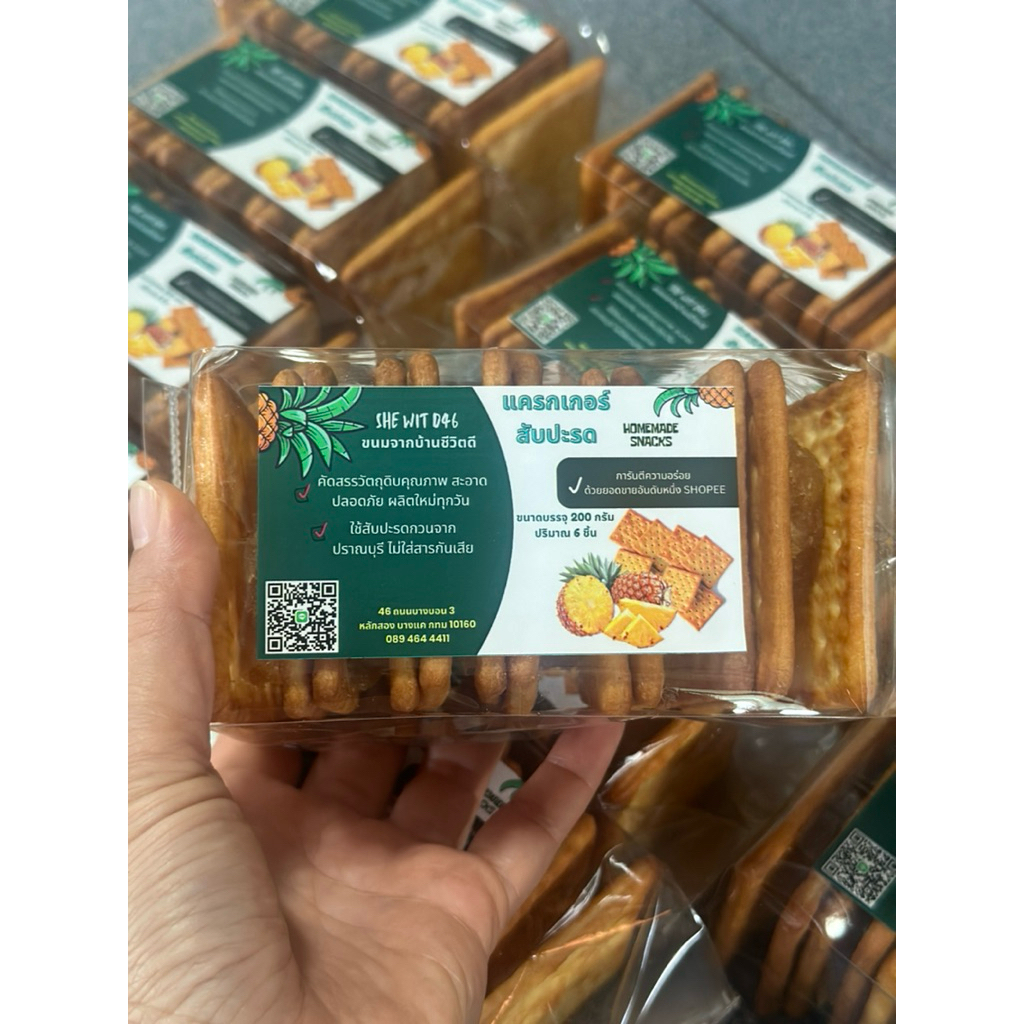 SHE WIT D46
ขนมจากบ้านชีวิตดี
คัดสรรวัตถุดิบคุณภาพ สะอาด
ปลอดภัย ผลิตใหม่ทุกวัน
ใช้สับปะรดกวนจาก
ปราณบุรี ไม่ใส่สารกันเสีย
46 ถนนบางบอน 3
หลักสอง บางแค กทม 10160
089 464 4411
แครกเกอร์
สับปะรด
HOMEMADE
SNACKS
การันตีความอร่อย
ด้วยยอดขายอันดับหนึ่ง SHOPEE
ขนาดบรรจุ 200 กรัม
ปริมาณ 6 ชิ้น